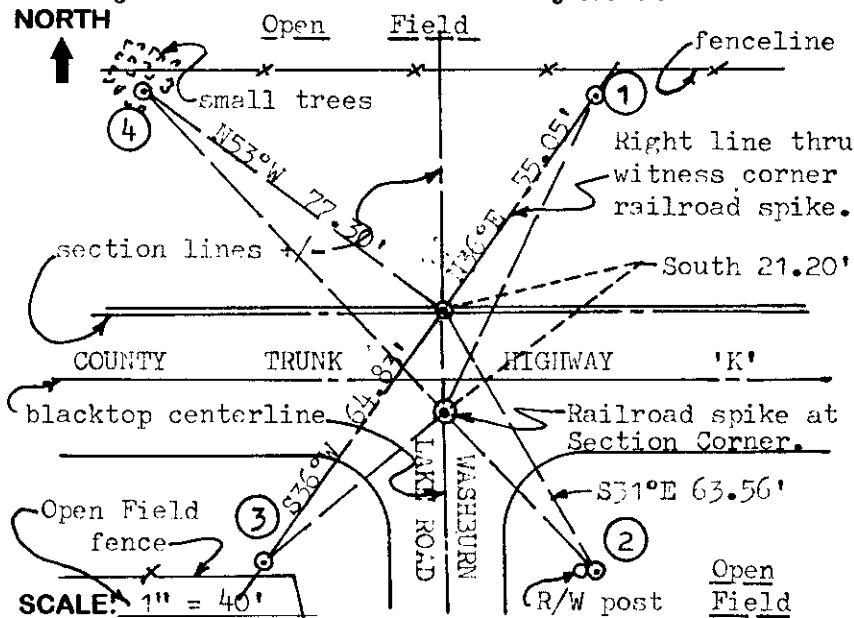 NORTH
Open Field
fenceline
small trees
1
4
N53°W 77.30'
N36°E 55.05'
Right line thru
witness corner
railroad spike.
section lines
South 21.20'
COUNTY TRUNK HIGHWAY 'K'
blacktop centerline
S36°W 64.83'
Railroad spike at
Section Corner.
LAKE ROAD
WASHBURN
S31°E 63.56'
Open Field
fence
3
2
R/W post
Open
Field
SCALE: 1" = 40'